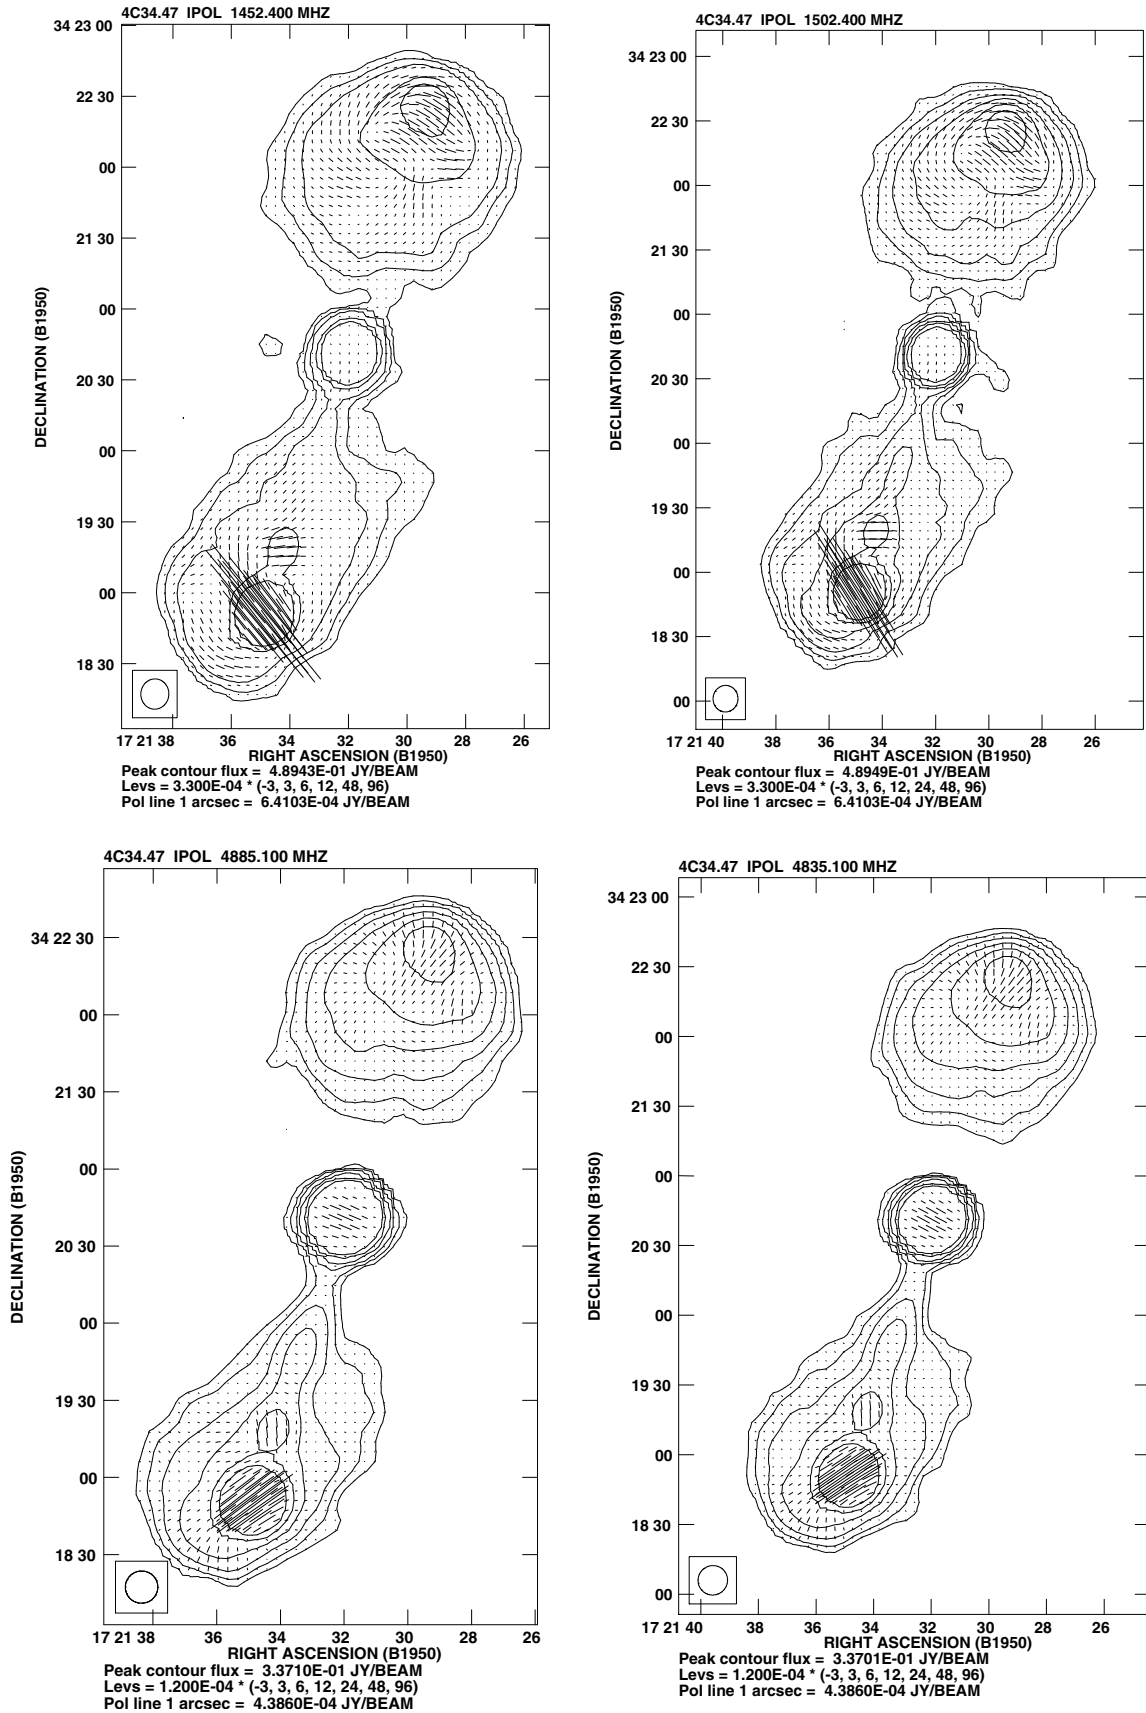 4C34.47 IPOL 1452.400 MHZ
34 23 00
22 30
00
21 30
00
20 30
00
19 30
00
18 30
DECLINATION (B1950)
17 21 38 36 34 32 30 28 26
RIGHT ASCENSION (B1950)
Peak contour flux = 4.8943E-01 JY/BEAM
Levs = 3.300E-04 * (-3, 3, 6, 12, 48, 96)
Pol line 1 arcsec = 6.4103E-04 JY/BEAM
4C34.47 IPOL 1502.400 MHZ
34 23 00
22 30
00
21 30
00
20 30
00
19 30
00
18 30
00
DECLINATION (B1950)
17 21 40 38 36 34 32 30 28 26
RIGHT ASCENSION (B1950)
Peak contour flux = 4.8949E-01 JY/BEAM
Levs = 3.300E-04 * (-3, 3, 6, 12, 24, 48, 96)
Pol line 1 arcsec = 6.4103E-04 JY/BEAM
4C34.47 IPOL 4885.100 MHZ
34 22 30
00
21 30
00
20 30
00
19 30
00
18 30
DECLINATION (B1950)
17 21 38 36 34 32 30 28 26
RIGHT ASCENSION (B1950)
Peak contour flux = 3.3710E-01 JY/BEAM
Levs = 1.200E-04 * (-3, 3, 6, 12, 24, 48, 96)
Pol line 1 arcsec = 4.3860E-04 JY/BEAM
4C34.47 IPOL 4835.100 MHZ
34 23 00
22 30
00
21 30
00
20 30
00
19 30
00
18 30
00
DECLINATION (B1950)
17 21 40 38 36 34 32 30 28 26
RIGHT ASCENSION (B1950)
Peak contour flux = 3.3701E-01 JY/BEAM
Levs = 1.200E-04 * (-3, 3, 6, 12, 24, 48, 96)
Pol line 1 arcsec = 4.3860E-04 JY/BEAM